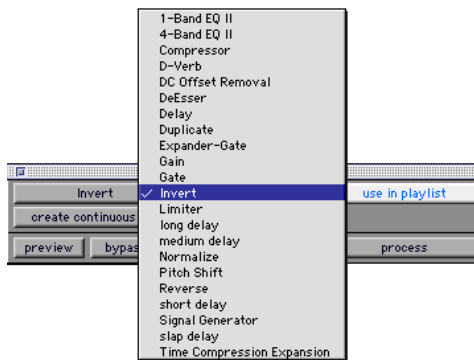 1-Band EQ II
4-Band EQ II
Compressor
D-Verb
DC Offset Removal
DeEsser
Delay
Duplicate
Expander-Gate
Gain
Gate
Invert
✓ Invert
use in playlist
create continuous
Limiter
long delay
preview
medium delay
process
Normalize
Pitch Shift
Reverse
short delay
Signal Generator
slap delay
Time Compression Expansion